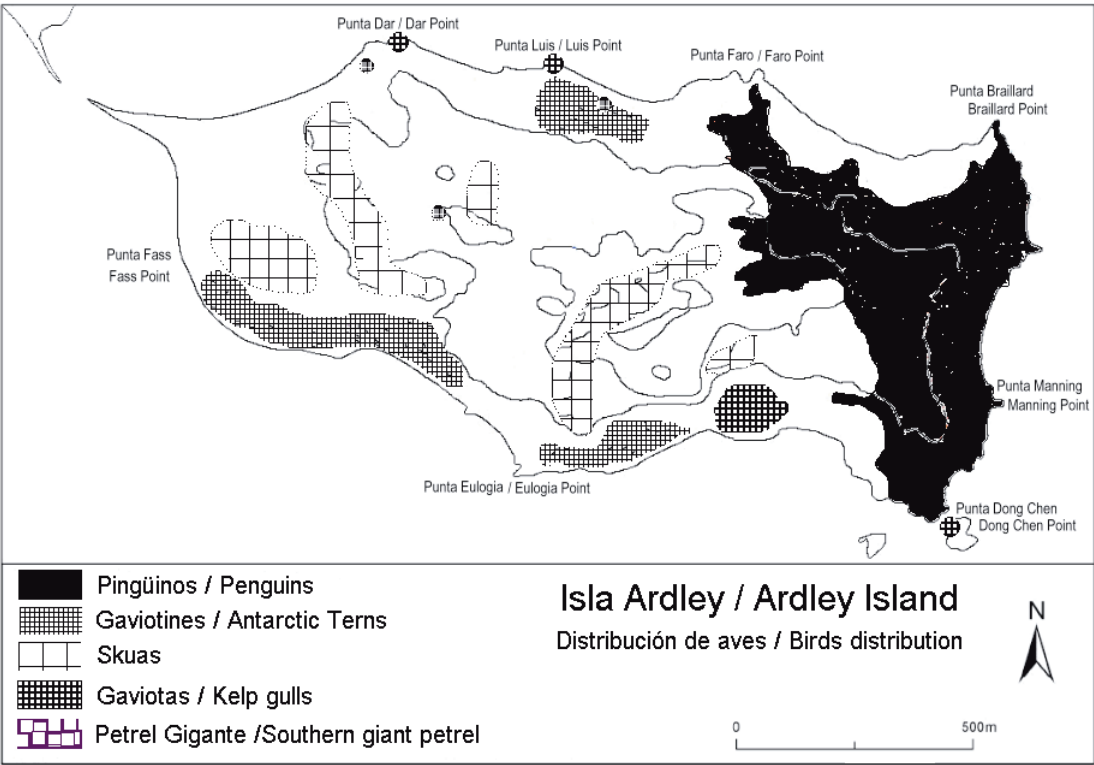 Punta Dar / Dar Point
Punta Luis / Luis Point
Punta Faro / Faro Point
Punta Braillard
Braillard Point
Punta Fass
Fass Point
Punta Manning
Manning Point
Punta Eulogia / Eulogia Point
Punta Dong Chen
Dong Chen Point
Pingüinos / Penguins
Gaviotines / Antarctic Terns
Skuas
Gaviotas / Kelp gulls
Petrel Gigante /Southern giant petrel
Isla Ardley / Ardley Island
Distribución de aves / Birds distribution
N
0 500m